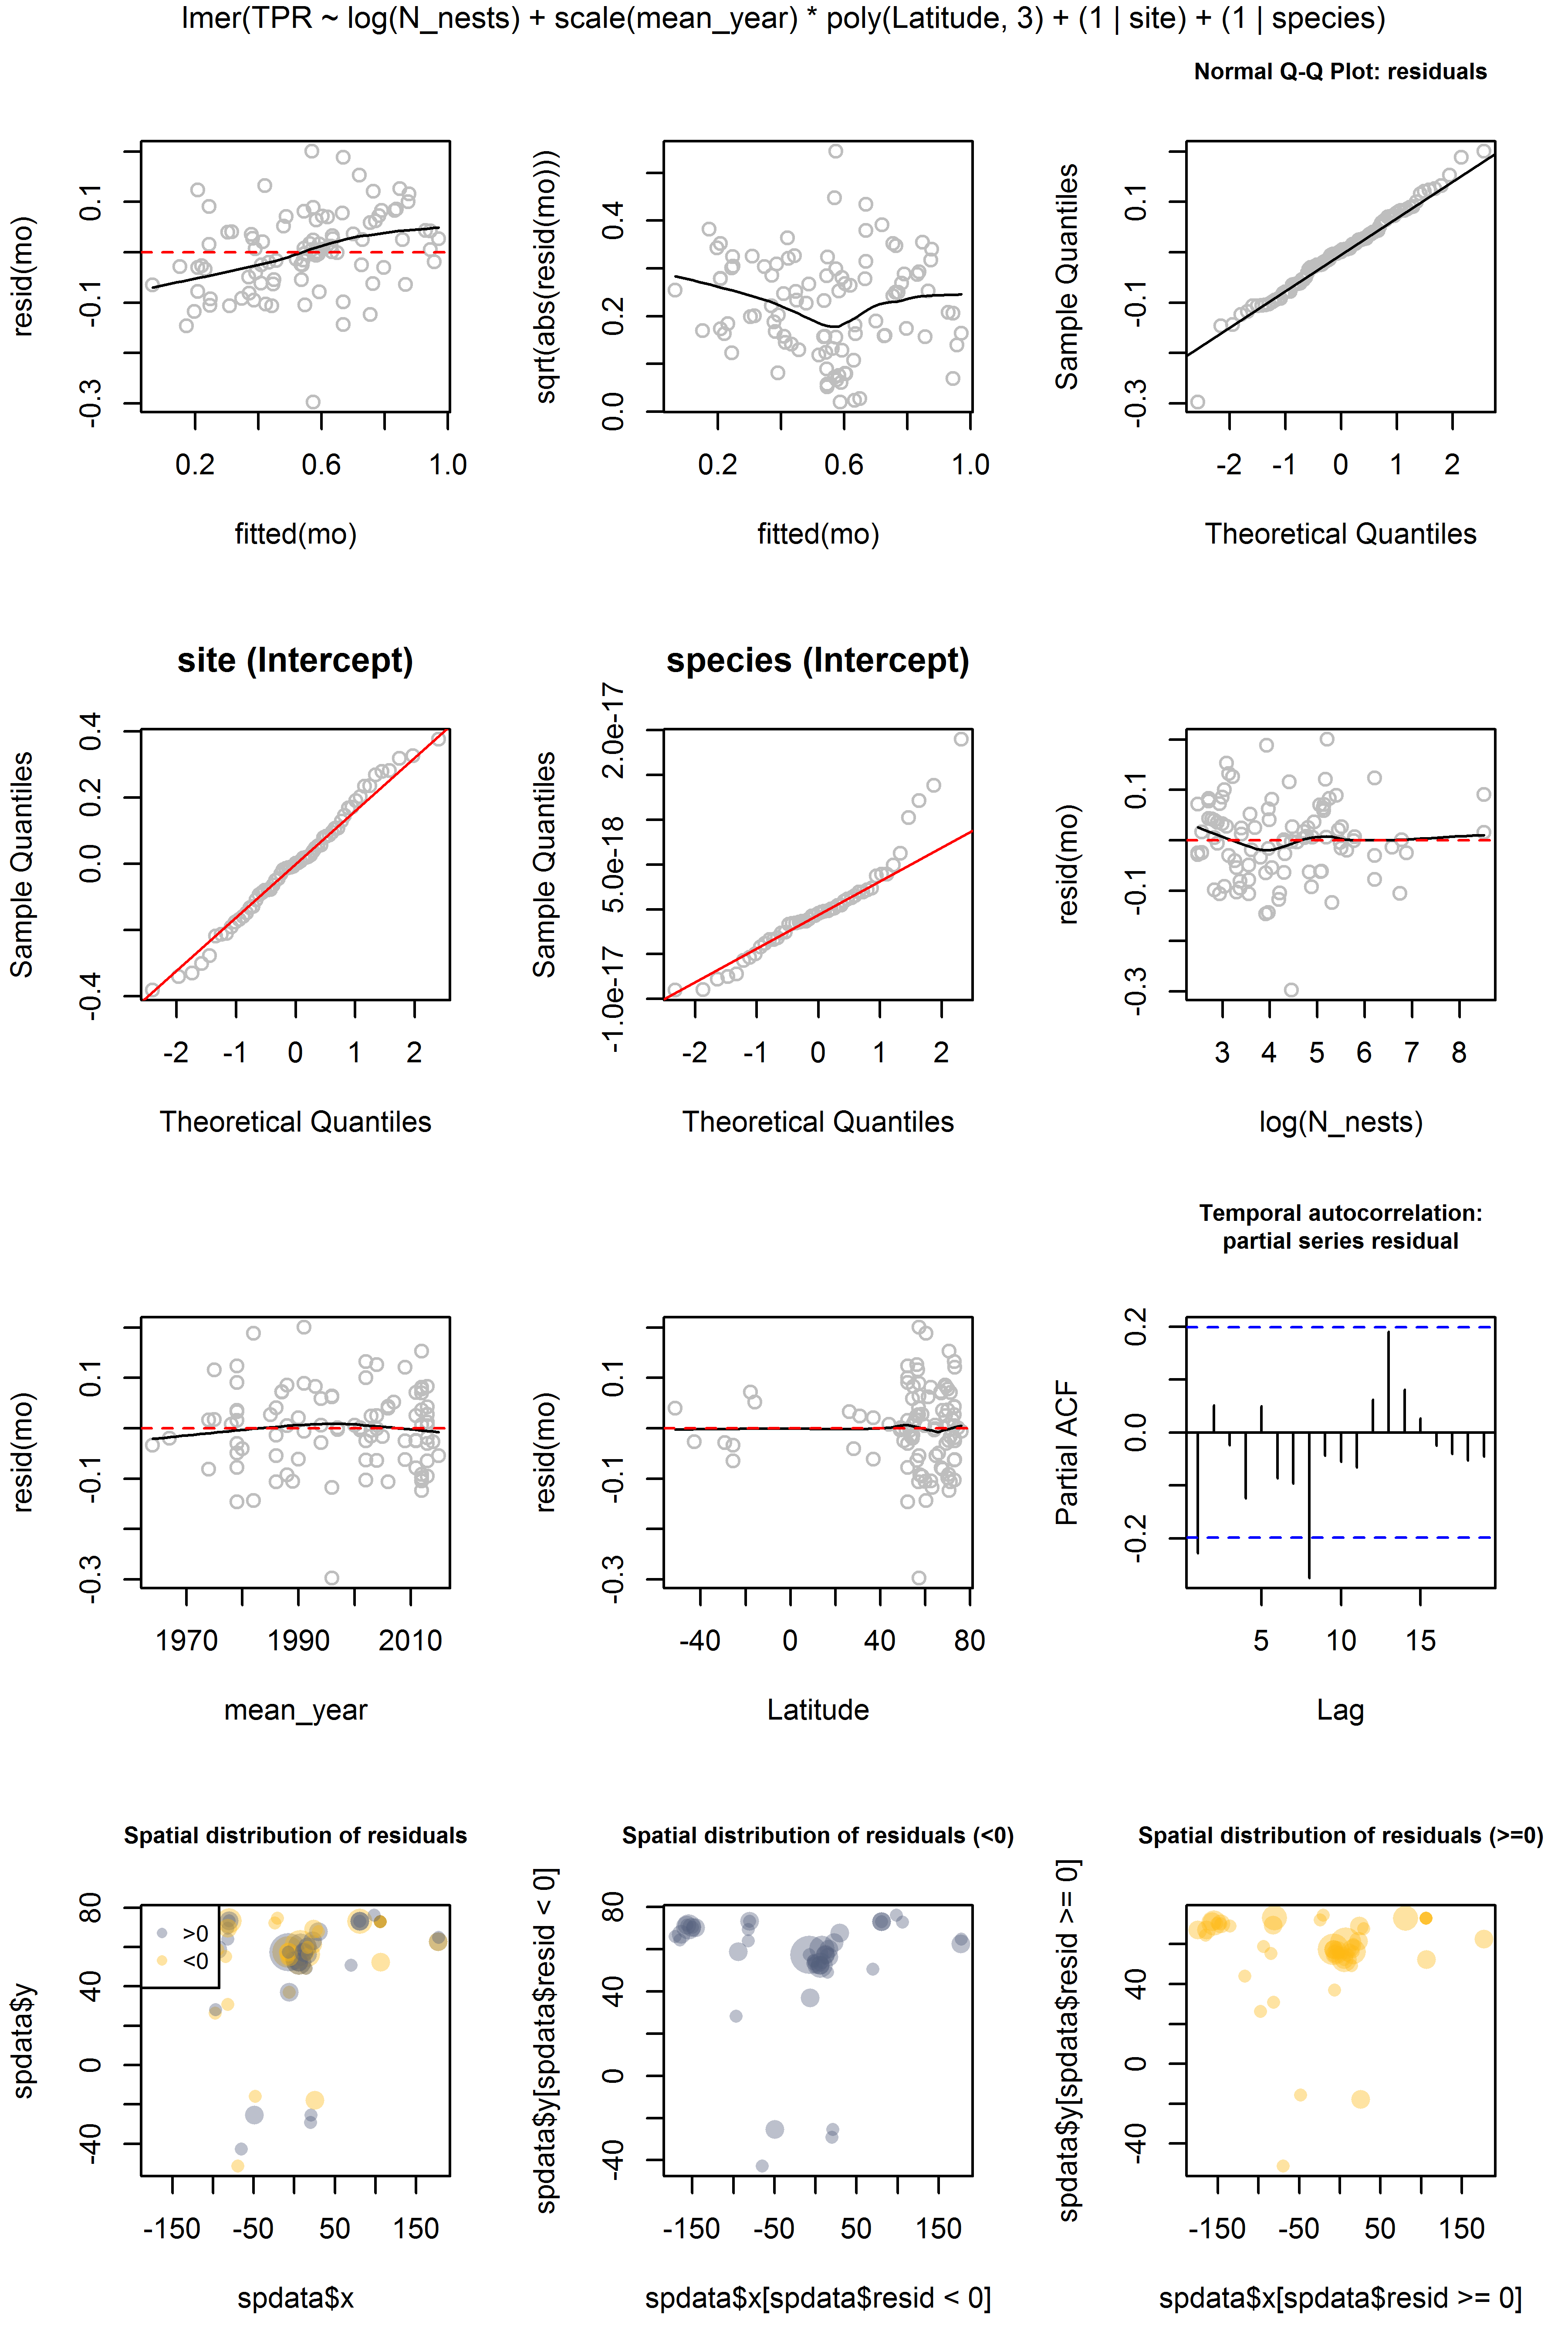 lmer(TPR ~ log(N_nests) + scale(mean_year) * poly(Latitude, 3) + (1 | site) + (1 | species)
Normal Q-Q Plot: residuals
resid(mo)
0.1
-0.1
-0.3
0.2 0.6 1.0
fitted(mo)
sqrt(abs(resid(mo)))
0.4
0.2
0.0
0.2 0.6 1.0
fitted(mo)
Sample Quantiles
0.1
-0.1
-0.3
-2 -1 0 1 2
Theoretical Quantiles
site (Intercept)
Sample Quantiles
0.4
0.2
0.0
-0.4
-2 -1 0 1 2
Theoretical Quantiles
species (Intercept)
Sample Quantiles
2.0e-17
5.0e-18
-1.0e-17
-2 -1 0 1 2
Theoretical Quantiles
resid(mo)
0.1
-0.1
-0.3
3 4 5 6 7 8
log(N_nests)
resid(mo)
0.1
-0.1
-0.3
1970 1990 2010
mean_year
resid(mo)
0.1
-0.1
-0.3
-40 0 40 80
Latitude
Temporal autocorrelation:
partial series residual
Partial ACF
0.2
0.0
-0.2
5 10 15
Lag
Spatial distribution of residuals
spdata$y
80
40
0
-40
>0
<0
-150 -50 50 150
spdata$x
Spatial distribution of residuals (<0)
spdata$y[spdata$resid < 0]
80
40
0
-40
-150 -50 50 150
spdata$x[spdata$resid < 0]
Spatial distribution of residuals (>=0)
spdata$y[spdata$resid >= 0]
40
0
-40
-150 -50 50 150
spdata$x[spdata$resid >= 0]